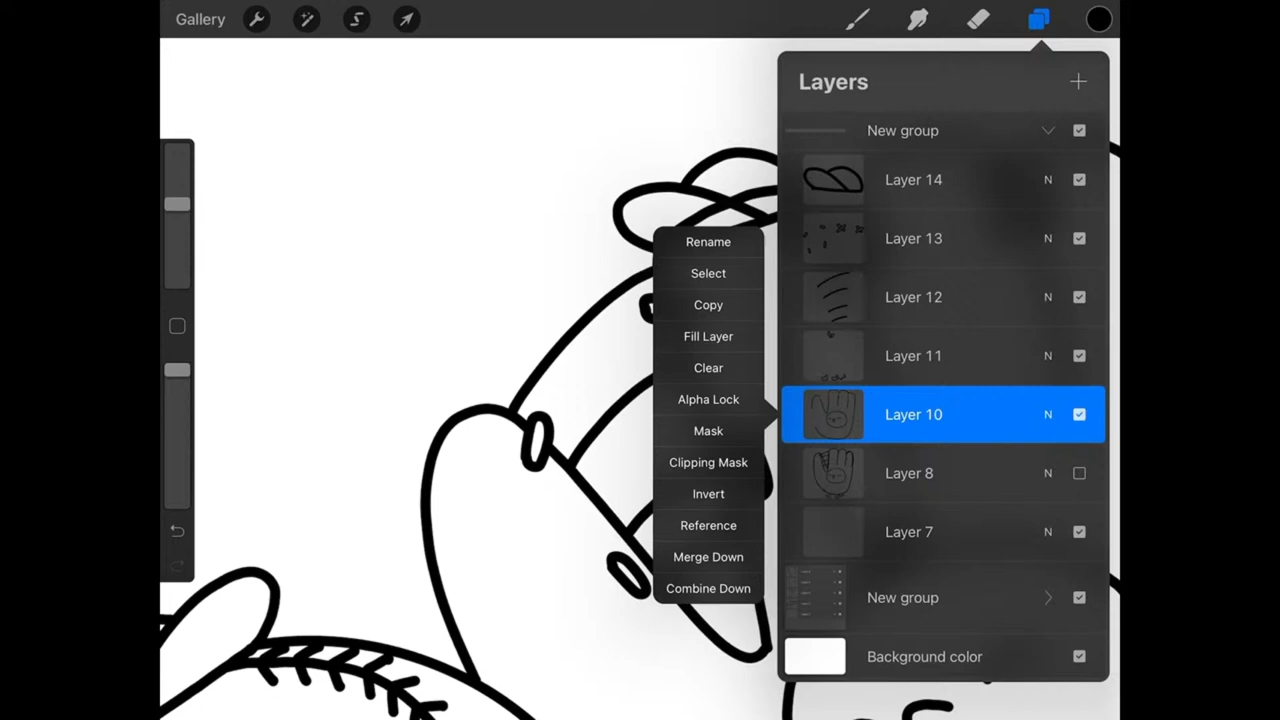 Gallery
Layers
New group
Layer 14 N
Layer 13 N
Layer 12 N
Layer 11 N
Layer 10 N
Layer 8 N
Layer 7 N
New group
Background color
Rename
Select
Copy
Fill Layer
Clear
Alpha Lock
Mask
Clipping Mask
Invert
Reference
Merge Down
Combine Down